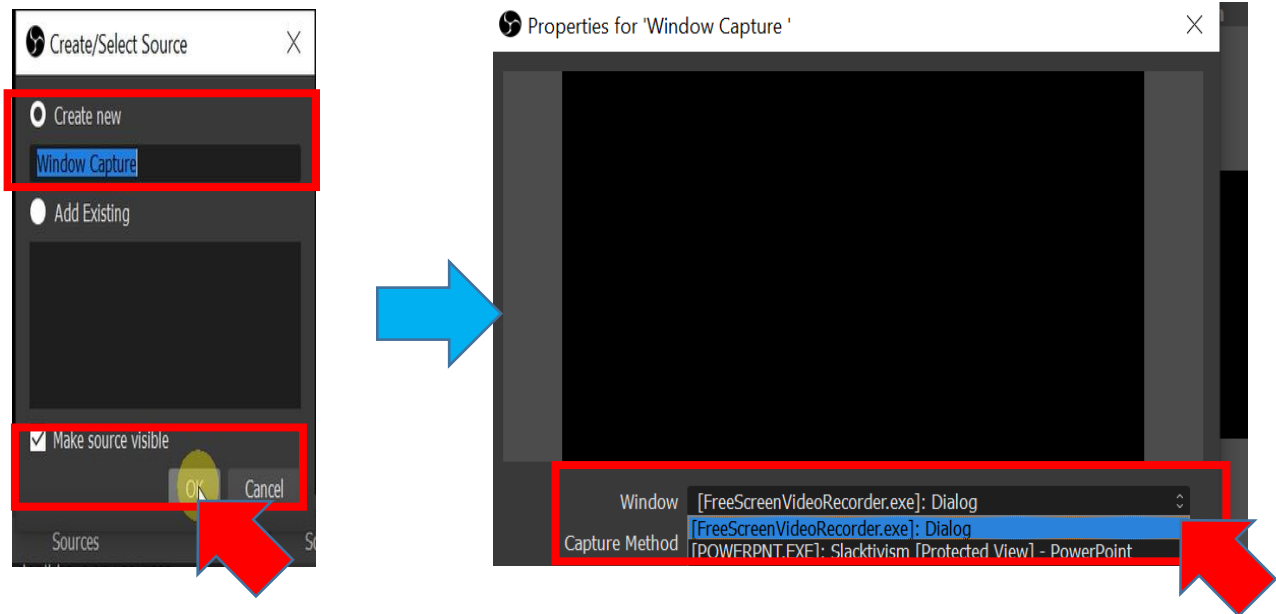 Create/Select Source
Create new
Window Capture
Add Existing
Make source visible
OK Cancel
Sources
Properties for 'Window Capture '
Window [FreeScreenVideoRecorder.exe]: Dialog
[FreeScreenVideoRecorder.exe]: Dialog
Capture Method [POWERPNT.EXE]: Slacktivism [Protected View] - PowerPoint